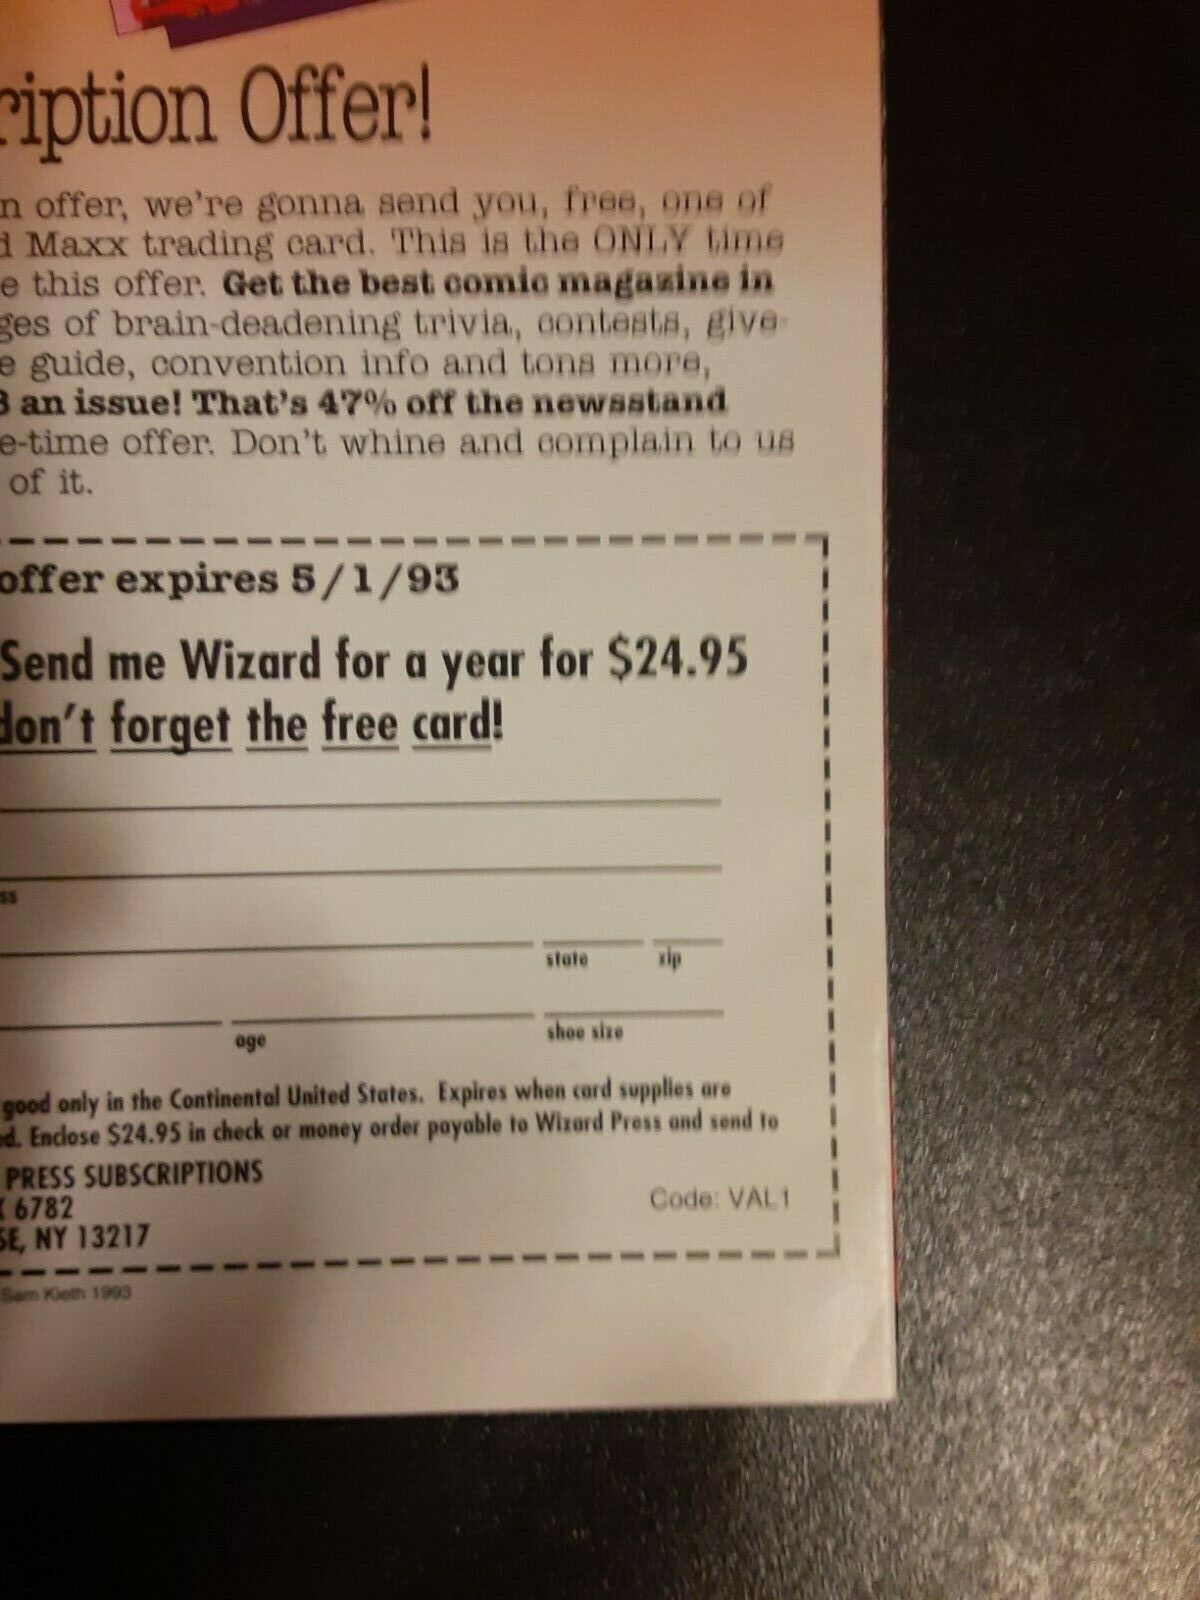 ription Offer!
n offer, we're gonna send you, free, one of
d Maxx trading card. This is the ONLY time
e this offer. Get the best comic magazine in
ges of brain-deadening trivia, contests, give-
e guide, convention info and tons more,
3 an issue! That's 47% off the newsstand
e-time offer. Don't whine and complain to us
of it.
offer expires 5/1/93
Send me Wizard for a year for $24.95
don't forget the free card!
ss
state zip
age shoe size
good only in the Continental United States. Expires when card supplies are
ed. Enclose $24.95 in check or money order payable to Wizard Press and send to
PRESS SUBSCRIPTIONS
X 6782
SE, NY 13217
Code: VAL1
Sam Kieth 1993